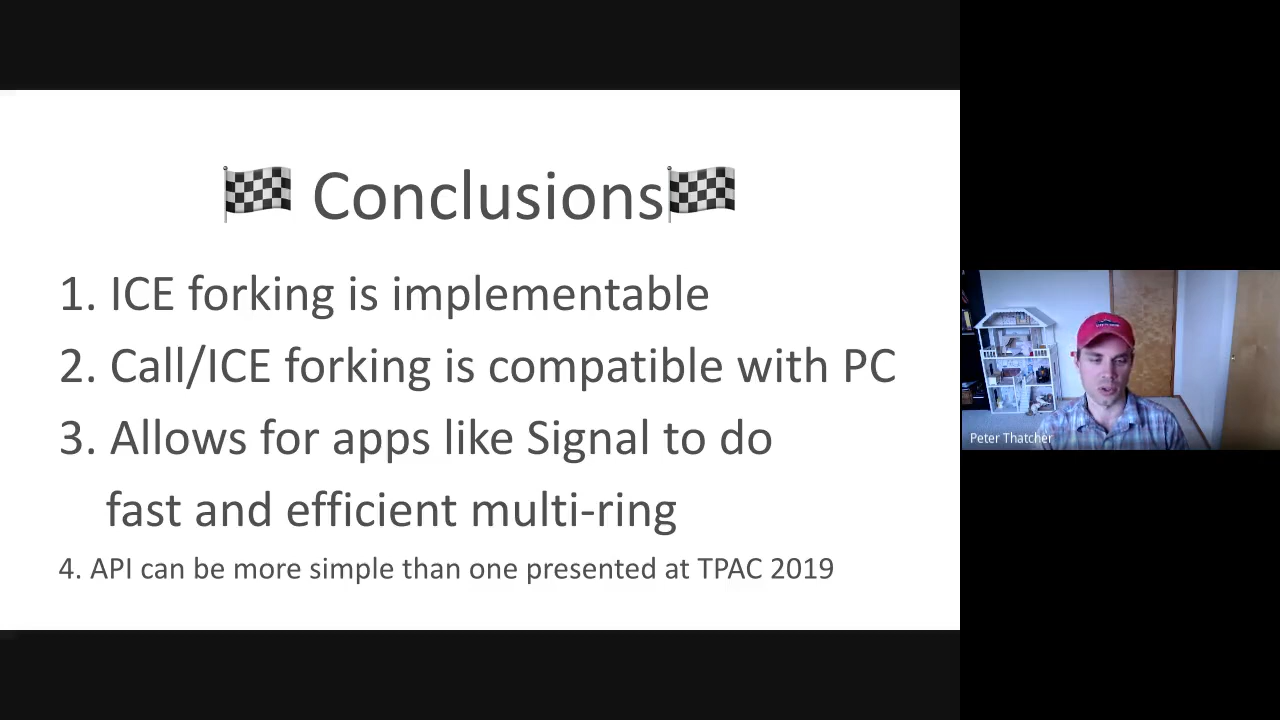 🏁 Conclusions🏁
1. ICE forking is implementable
2. Call/ICE forking is compatible with PC
3. Allows for apps like Signal to do
fast and efficient multi-ring
4. API can be more simple than one presented at TPAC 2019
Peter Thatcher